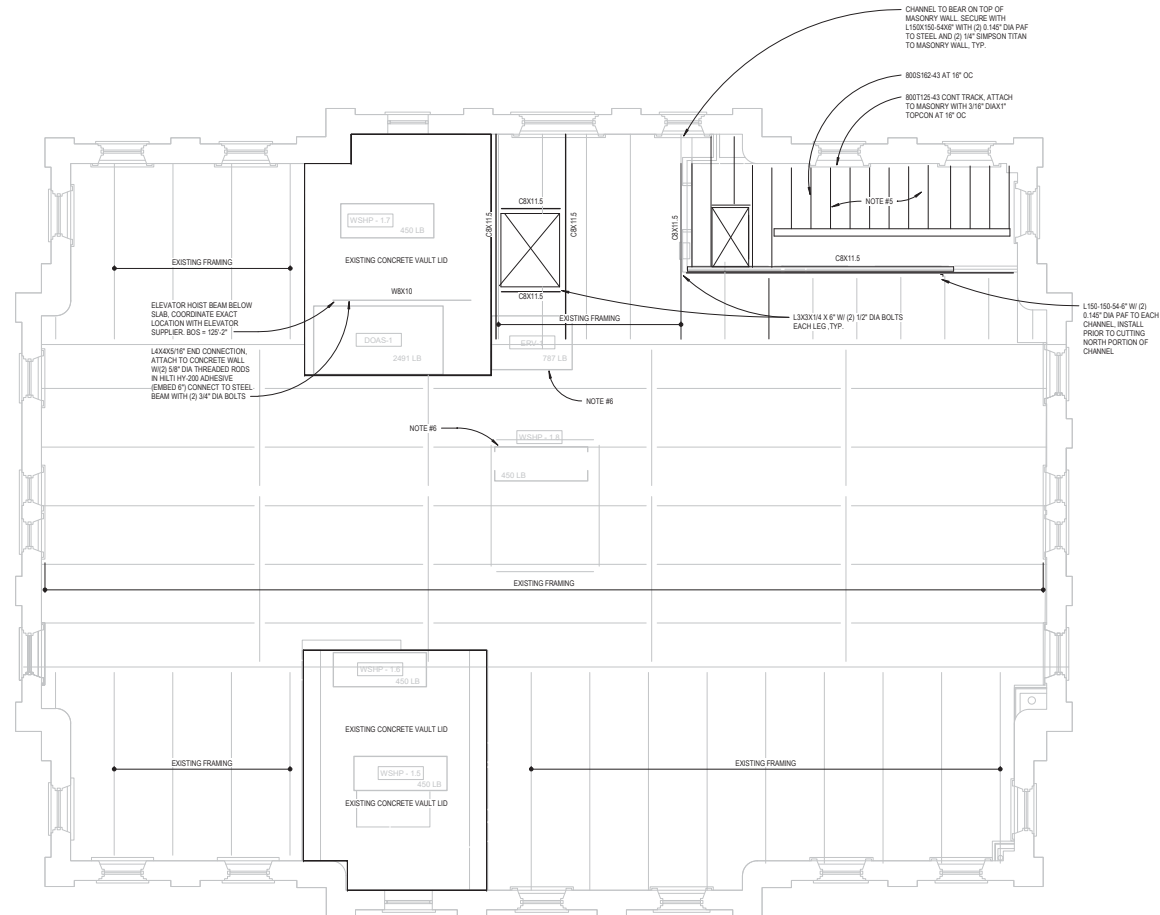 CHANNEL TO BEAR ON TOP OF
MASONRY WALL. SECURE WITH
L150X150-54X6" WITH (2) 0.145" DIA PAF
TO STEEL AND (2) 1/4" SIMPSON TITAN
TO MASONRY WALL, TYP.
800S162-43 AT 16" OC
800T125-43 CONT TRACK, ATTACH
TO MASONRY WITH 3/16" DIAX1"
TOPCON AT 16" OC
NOTE #5
C8X11.5
C8X11.5
C8X11.5
C8X11.5
C8X11.5
C8X11.5
WSHP - 1.7
450 LB
EXISTING CONCRETE VAULT LID
EXISTING FRAMING
W8X10
ELEVATOR HOIST BEAM BELOW
SLAB, COORDINATE EXACT
LOCATION WITH ELEVATOR
SUPPLIER. BOS = 125'-2"
L3X3X1/4 X 6" W/ (2) 1/2" DIA BOLTS
EACH LEG ,TYP.
EXISTING FRAMING
L150-150-54-6" W/ (2)
0.145" DIA PAF TO EACH
CHANNEL, INSTALL
PRIOR TO CUTTING
NORTH PORTION OF
CHANNEL
DOAS-1
2491 LB
ERV-1
787 LB
L4X4X5/16" END CONNECTION,
ATTACH TO CONCRETE WALL
W/(2) 5/8" DIA THREADED RODS
IN HILTI HY-200 ADHESIVE
(EMBED 6") CONNECT TO STEEL
BEAM WITH (2) 3/4" DIA BOLTS
NOTE #6
NOTE #6
WSHP - 1.8
450 LB
EXISTING FRAMING
WSHP - 1.6
450 LB
EXISTING CONCRETE VAULT LID
EXISTING FRAMING
EXISTING FRAMING
WSHP - 1.5
450 LB
EXISTING CONCRETE VAULT LID